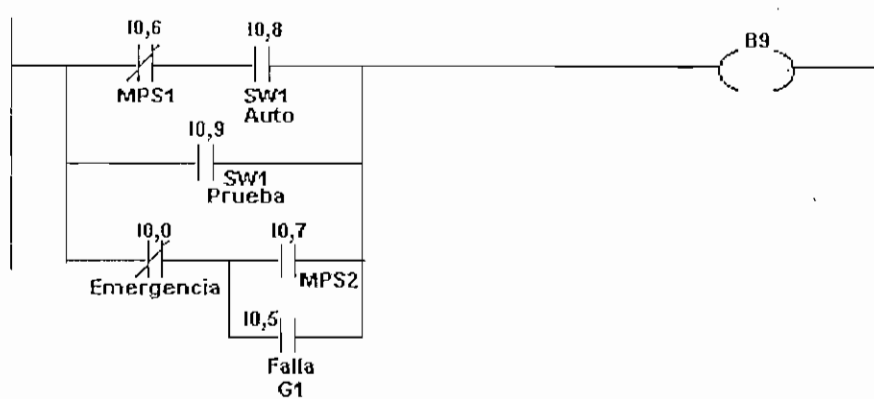 I0,6
I0,8
B9
MPS1
SW1
Auto
I0,9
SW1
Prueba
I0,0
I0,7
Emergencia
MPS2
I0,5
Falla
G1